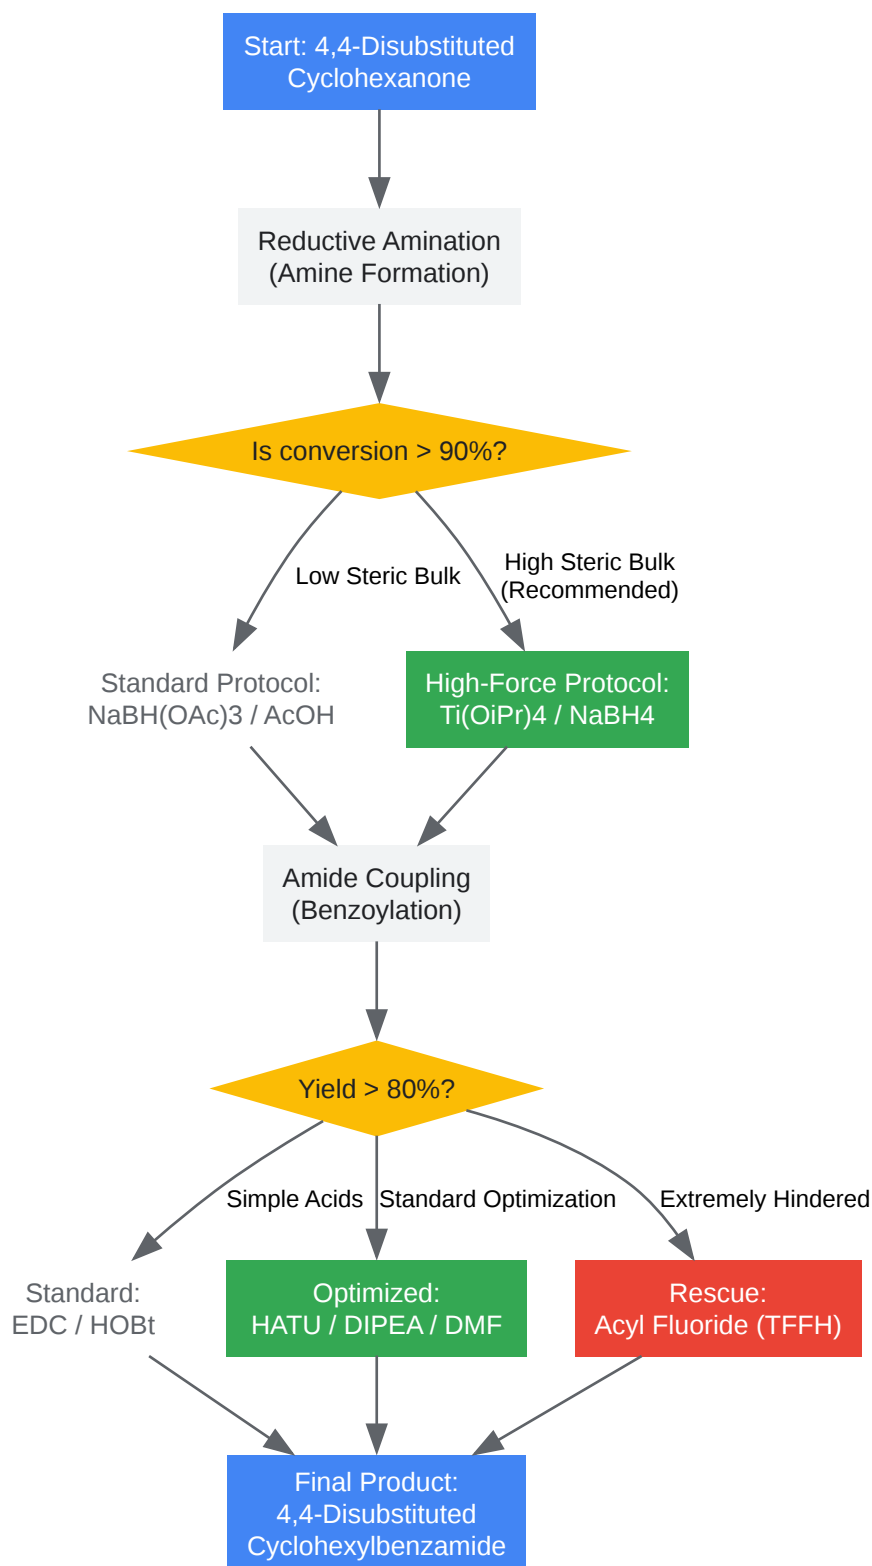 Start: 4,4-Disubstituted
Cyclohexanone
Reductive Amination
(Amine Formation)
Is conversion > 90%?
Low Steric Bulk
High Steric Bulk
(Recommended)
Standard Protocol:
NaBH(OAc)3 / AcOH
High-Force Protocol:
Ti(OiPr)4 / NaBH4
Amide Coupling
(Benzoylation)
Yield > 80%?
Simple Acids
Standard Optimization
Extremely Hindered
Standard:
EDC / HOBt
Optimized:
HATU / DIPEA / DMF
Rescue:
Acyl Fluoride (TFFH)
Final Product:
4,4-Disubstituted
Cyclohexylbenzamide